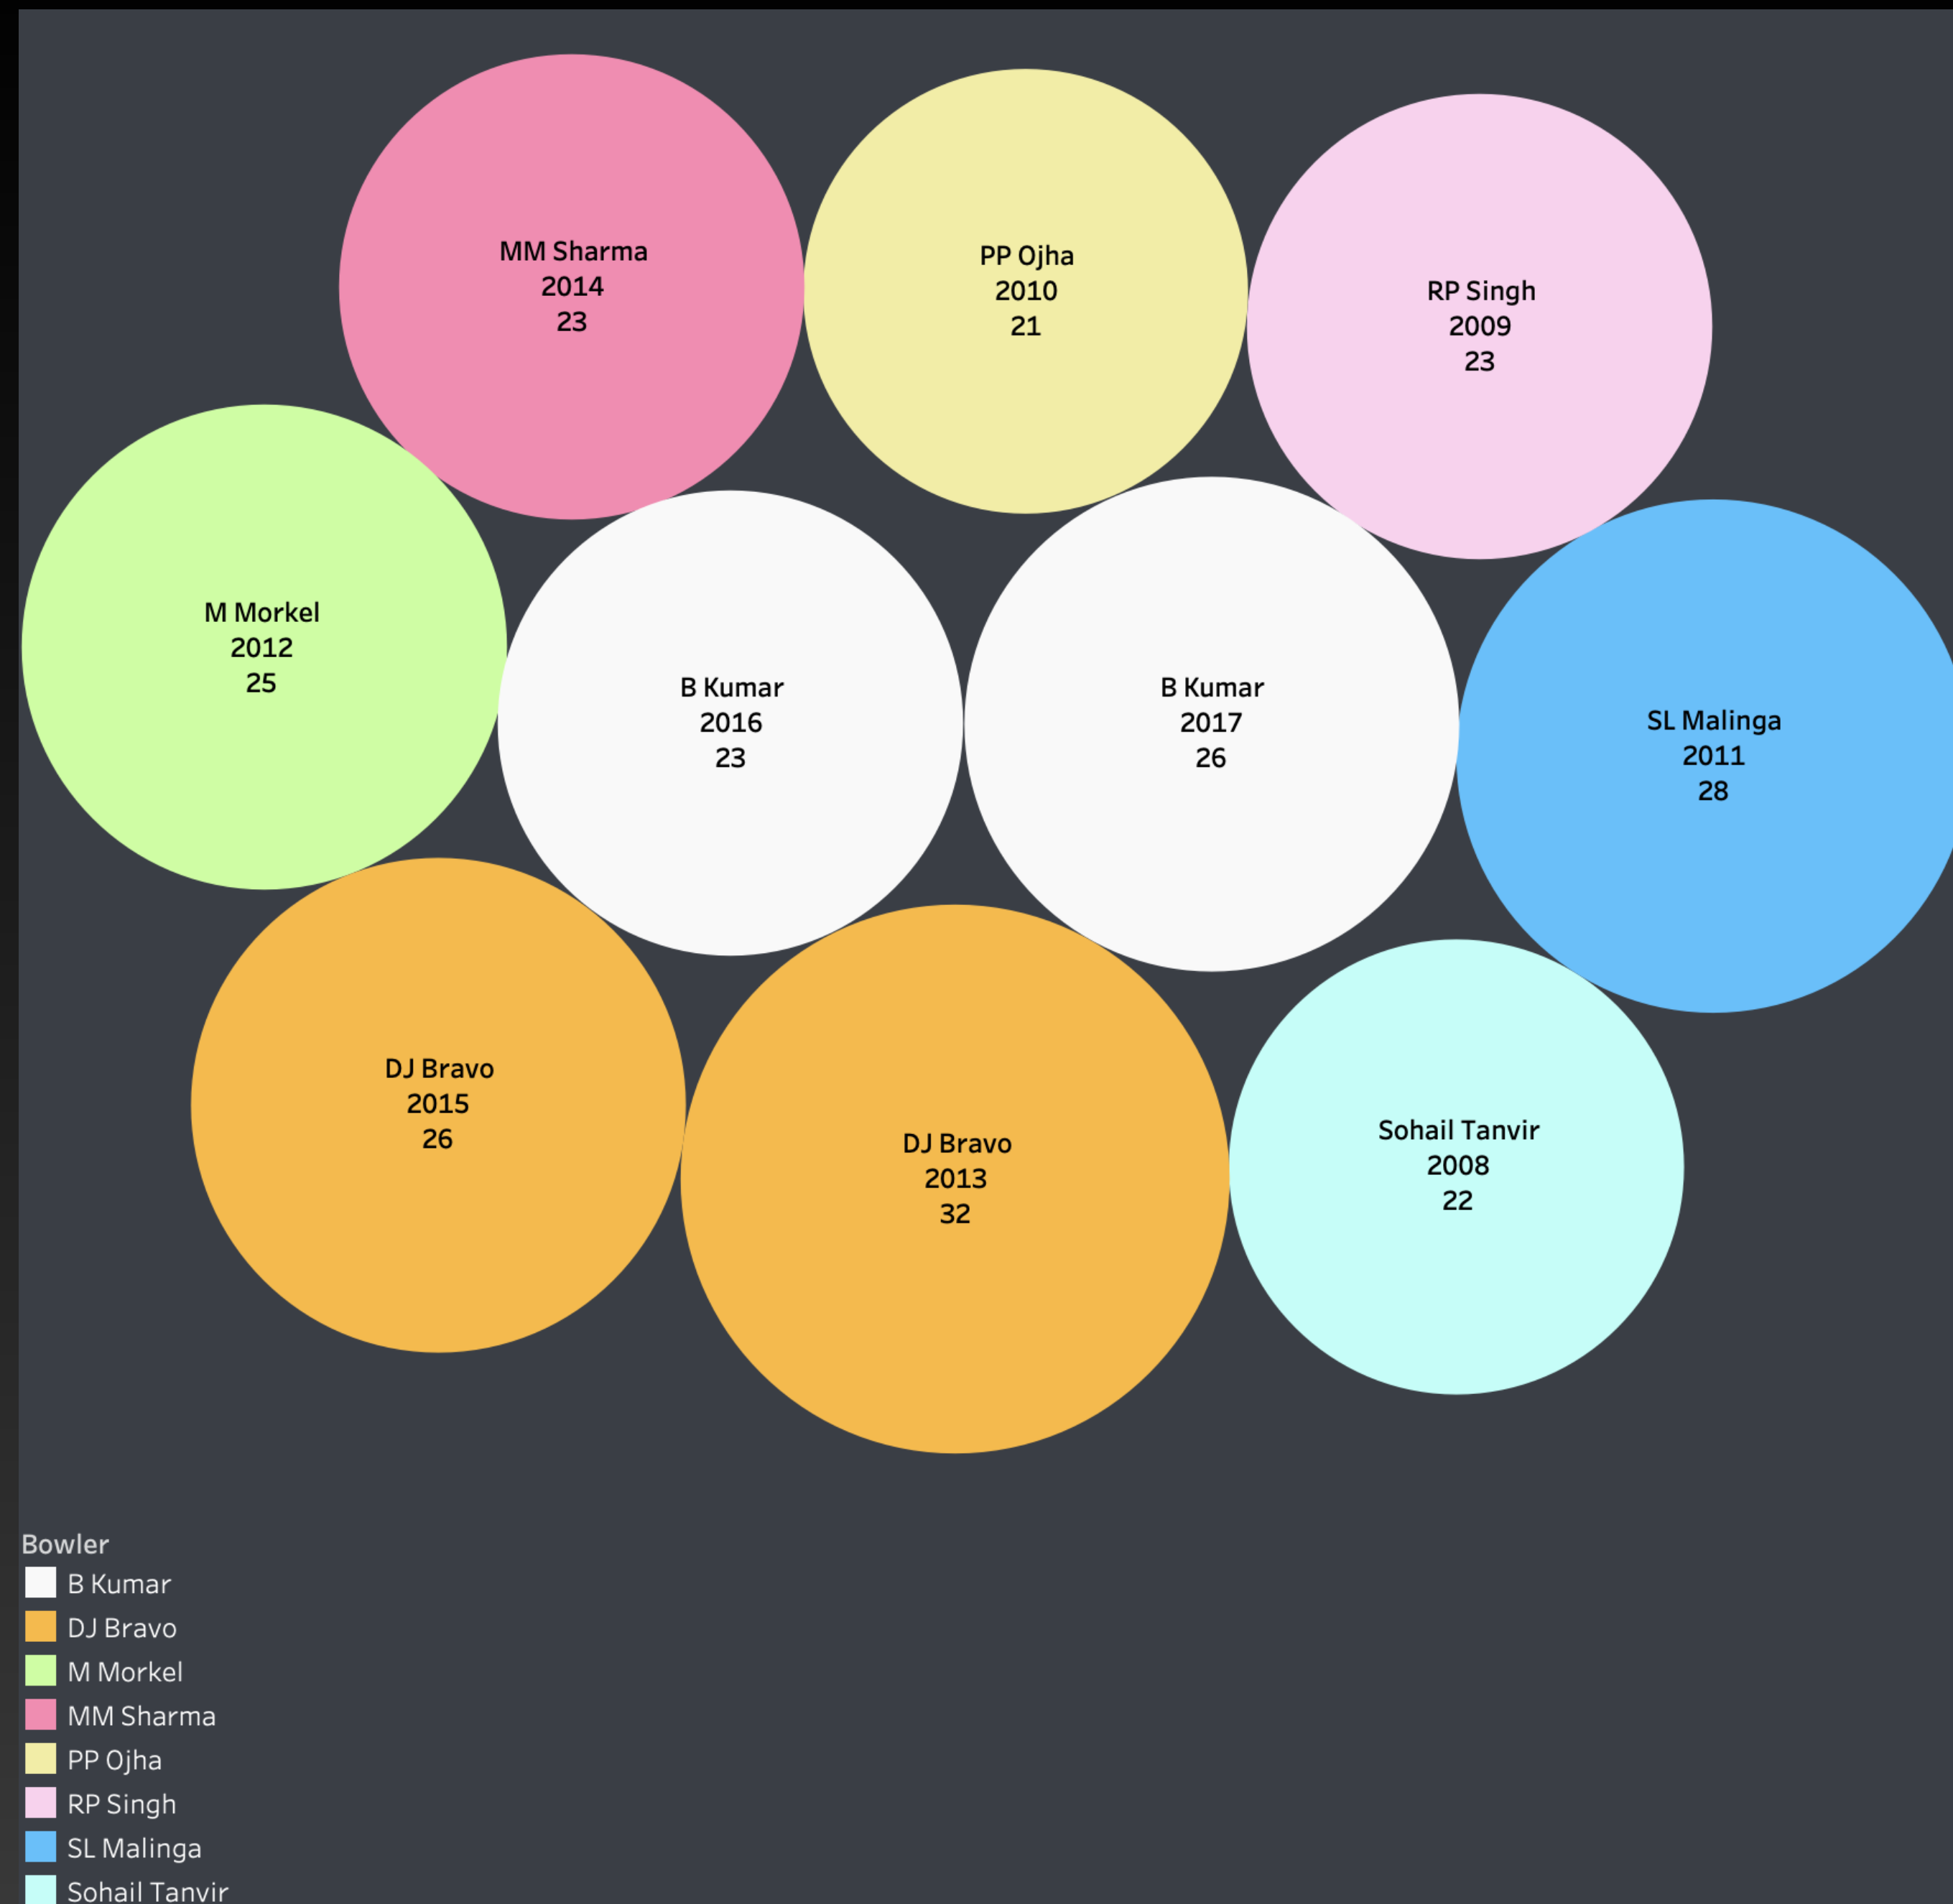 MM Sharma
2014
23
PP Ojha
2010
21
RP Singh
2009
23
M Morkel
2012
25
B Kumar
2016
23
B Kumar
2017
26
SL Malinga
2011
28
DJ Bravo
2015
26
DJ Bravo
2013
32
Sohail Tanvir
2008
22
Bowler
B Kumar
DJ Bravo
M Morkel
MM Sharma
PP Ojha
RP Singh
SL Malinga
Sohail Tanvir